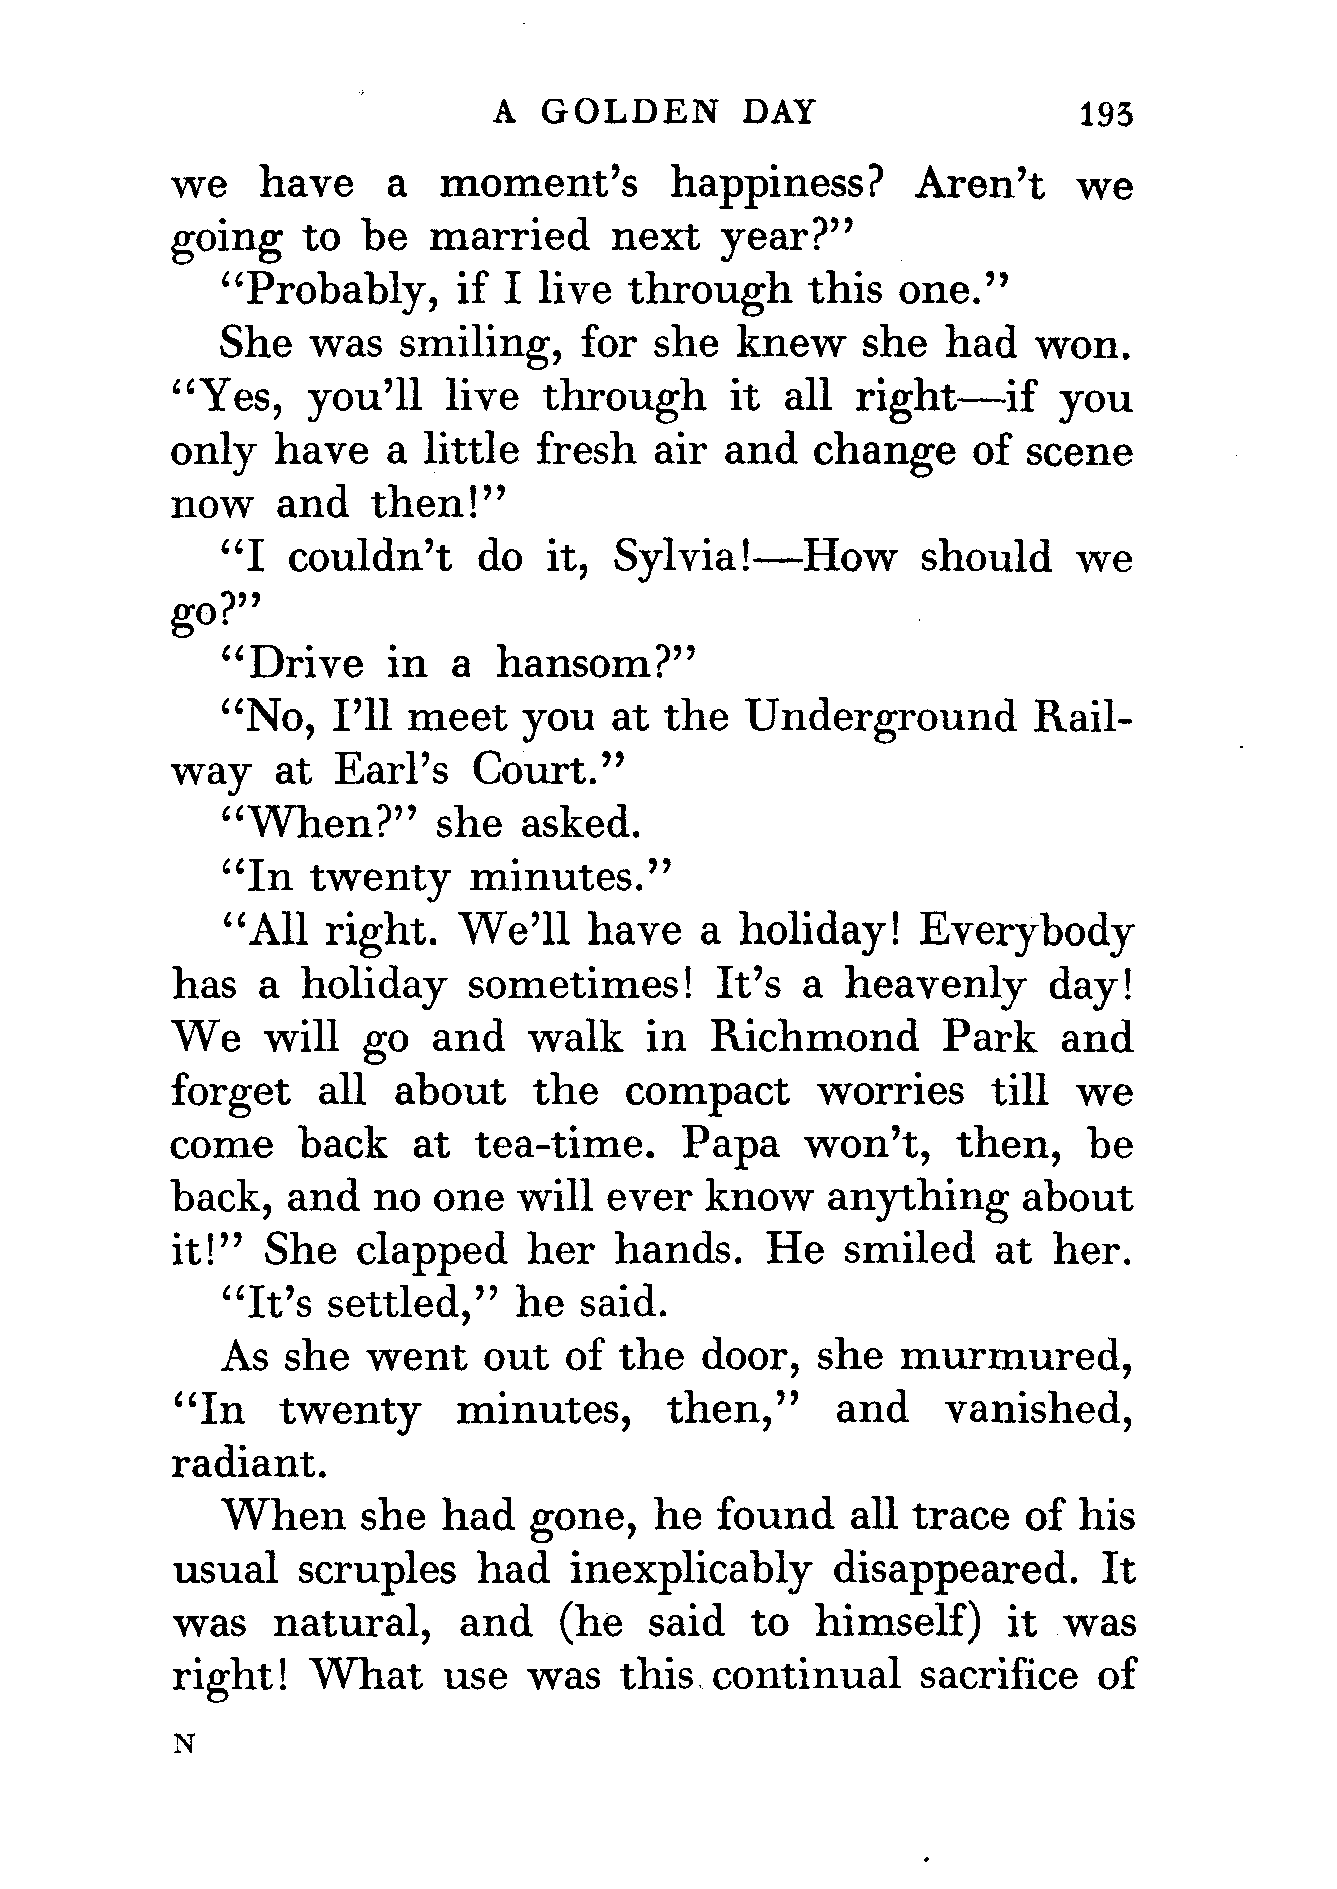 A GOLDEN DAY 193
we have a moment's happiness? Aren't we
going to be married next year?"
"Probably, if I live through this one."
She was smiling, for she knew she had won.
"Yes, you'll live through it all right—if you
only have a little fresh air and change of scene
now and then!"
"I couldn't do it, Sylvia!—How should we
go?"
"Drive in a hansom?"
"No, I'll meet you at the Underground Rail-
way at Earl's Court."
"When?" she asked.
"In twenty minutes."
"All right. We'll have a holiday! Everybody
has a holiday sometimes! It's a heavenly day!
We will go and walk in Richmond Park and
forget all about the compact worries till we
come back at tea-time. Papa won't, then, be
back, and no one will ever know anything about
it!" She clapped her hands. He smiled at her.
"It's settled," he said.
As she went out of the door, she murmured,
"In twenty minutes, then," and vanished,
radiant.
When she had gone, he found all trace of his
usual scruples had inexplicably disappeared. It
was natural, and (he said to himself) it was
right! What use was this continual sacrifice of
N